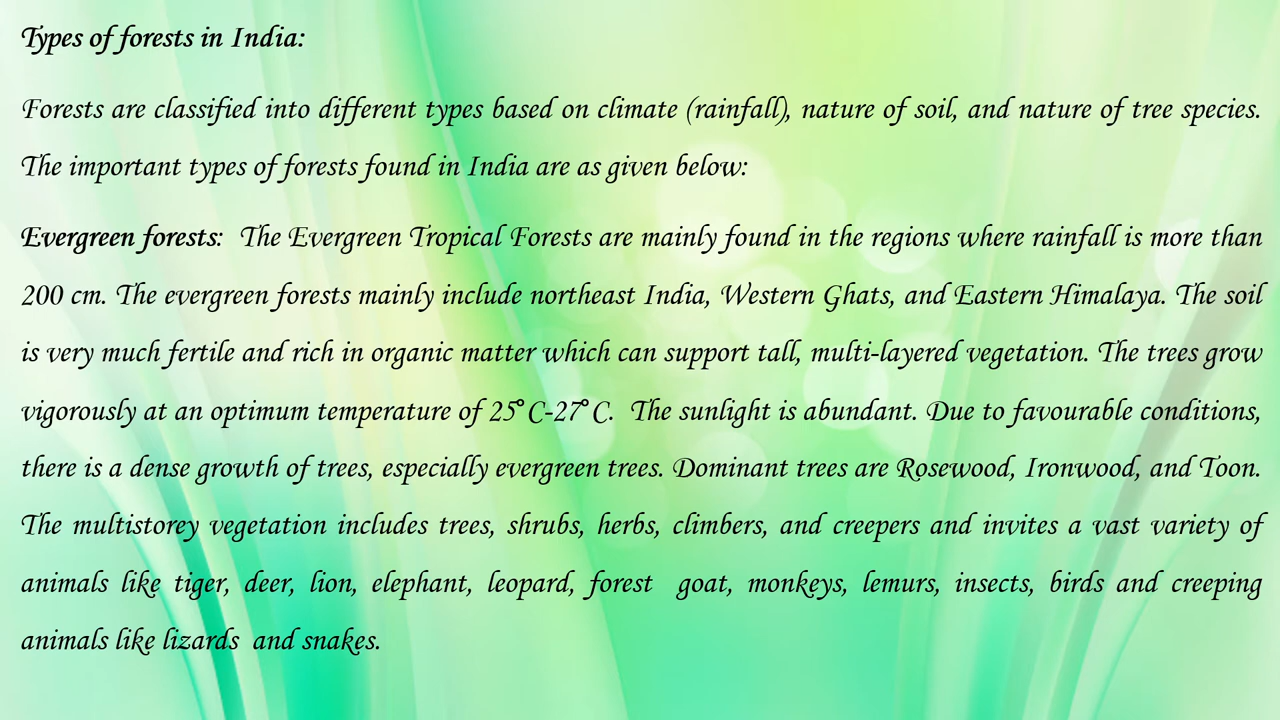 Types of forests in India:
Forests are classified into different types based on climate (rainfall), nature of soil, and nature of tree species.
The important types of forests found in India are as given below:
Evergreen forests:  The Evergreen Tropical Forests are mainly found in the regions where rainfall is more than
200 cm. The evergreen forests mainly include northeast India, Western Ghats, and Eastern Himalaya. The soil
is very much fertile and rich in organic matter which can support tall, multi-layered vegetation. The trees grow
vigorously at an optimum temperature of 25°C-27°C.  The sunlight is abundant. Due to favourable conditions,
there is a dense growth of trees, especially evergreen trees. Dominant trees are Rosewood, Ironwood, and Toon.
The multistorey vegetation includes trees, shrubs, herbs, climbers, and creepers and invites a vast variety of
animals like tiger, deer, lion, elephant, leopard, forest  goat, monkeys, lemurs, insects, birds and creeping
animals like lizards  and snakes.